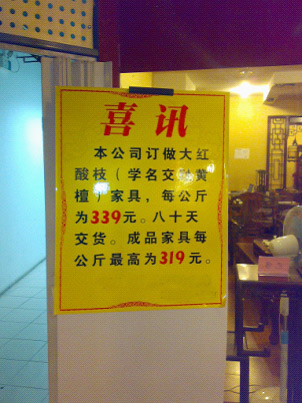 喜讯
本公司订做大红
酸枝（学名交趾黄
檀）家具，每公斤
为339元。八十天
交货。成品家具每
公斤最高为319元。